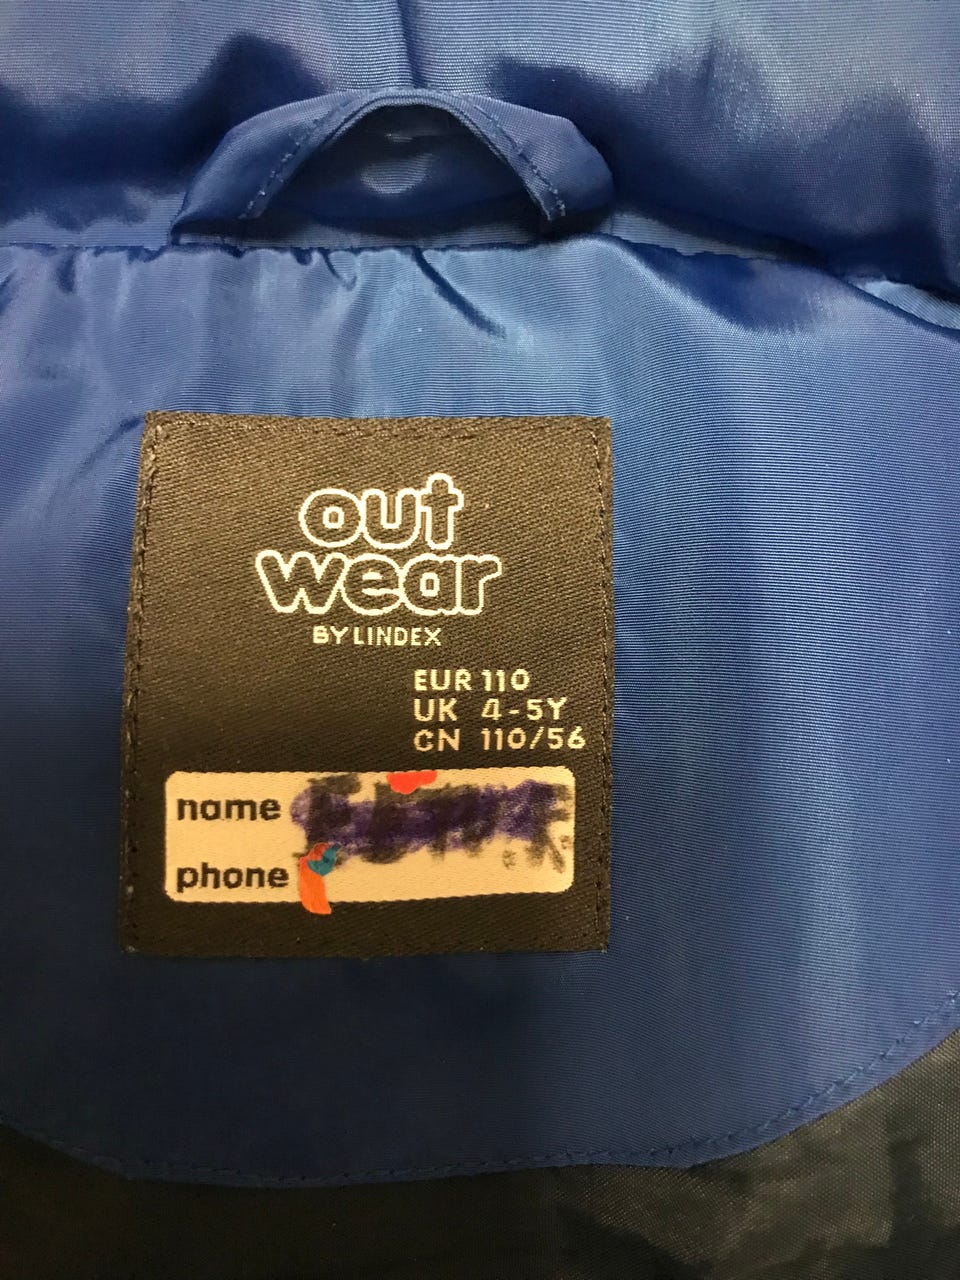 out
wear
BY LINDEX
EUR 110
UK 4-5Y
CN 110/56
name
phone